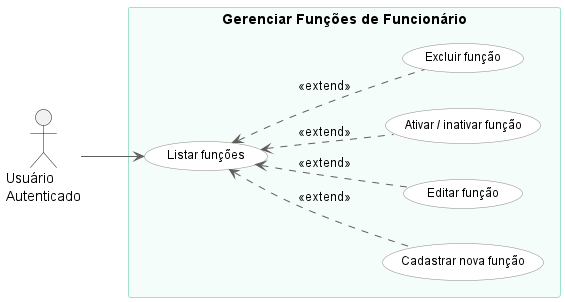 Gerenciar Funções de Funcionário
Excluir função
«extend»
Ativar / inativar função
«extend»
Listar funções
«extend»
Editar função
«extend»
Cadastrar nova função
Usuário
Autenticado